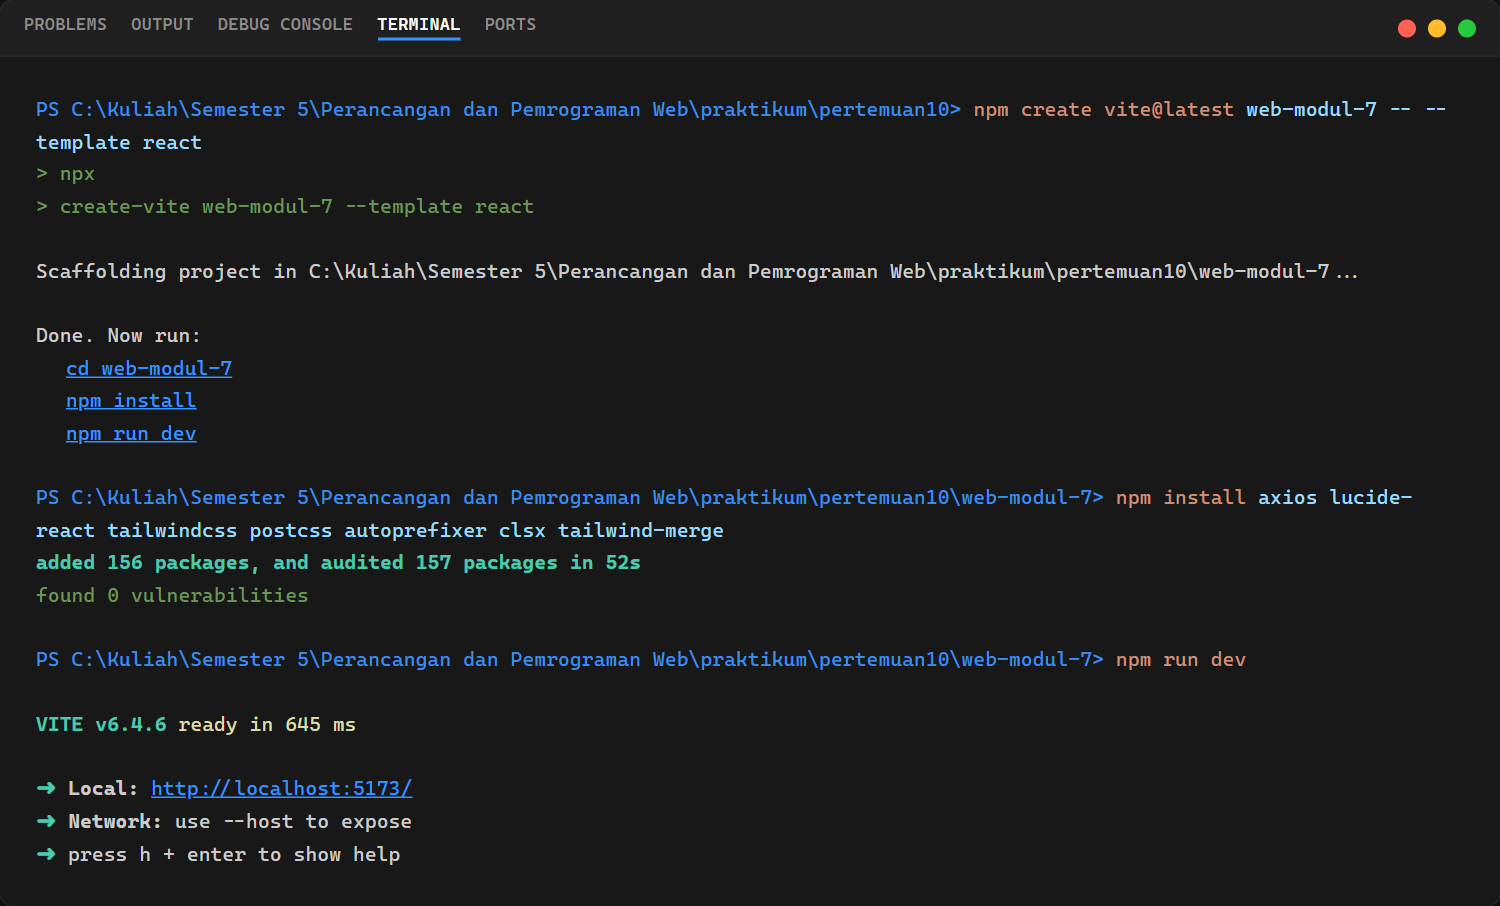 PROBLEMS OUTPUT DEBUG CONSOLE TERMINAL PORTS
PS C:\Kuliah\Semester 5\Perancangan dan Pemrograman Web\praktikum\pertemuan10> npm create vite@latest web-modul-7 -- --
template react
> npx
> create-vite web-modul-7 --template react
Scaffolding project in C:\Kuliah\Semester 5\Perancangan dan Pemrograman Web\praktikum\pertemuan10\web-modul-7...
Done. Now run:
cd web-modul-7
npm install
npm run dev
PS C:\Kuliah\Semester 5\Perancangan dan Pemrograman Web\praktikum\pertemuan10\web-modul-7> npm install axios lucide-
react tailwindcss postcss autoprefixer clsx tailwind-merge
added 156 packages, and audited 157 packages in 52s
found 0 vulnerabilities
PS C:\Kuliah\Semester 5\Perancangan dan Pemrograman Web\praktikum\pertemuan10\web-modul-7> npm run dev
VITE v6.4.6 ready in 645 ms
➜ Local: http://localhost:5173/
➜ Network: use --host to expose
➜ press h + enter to show help